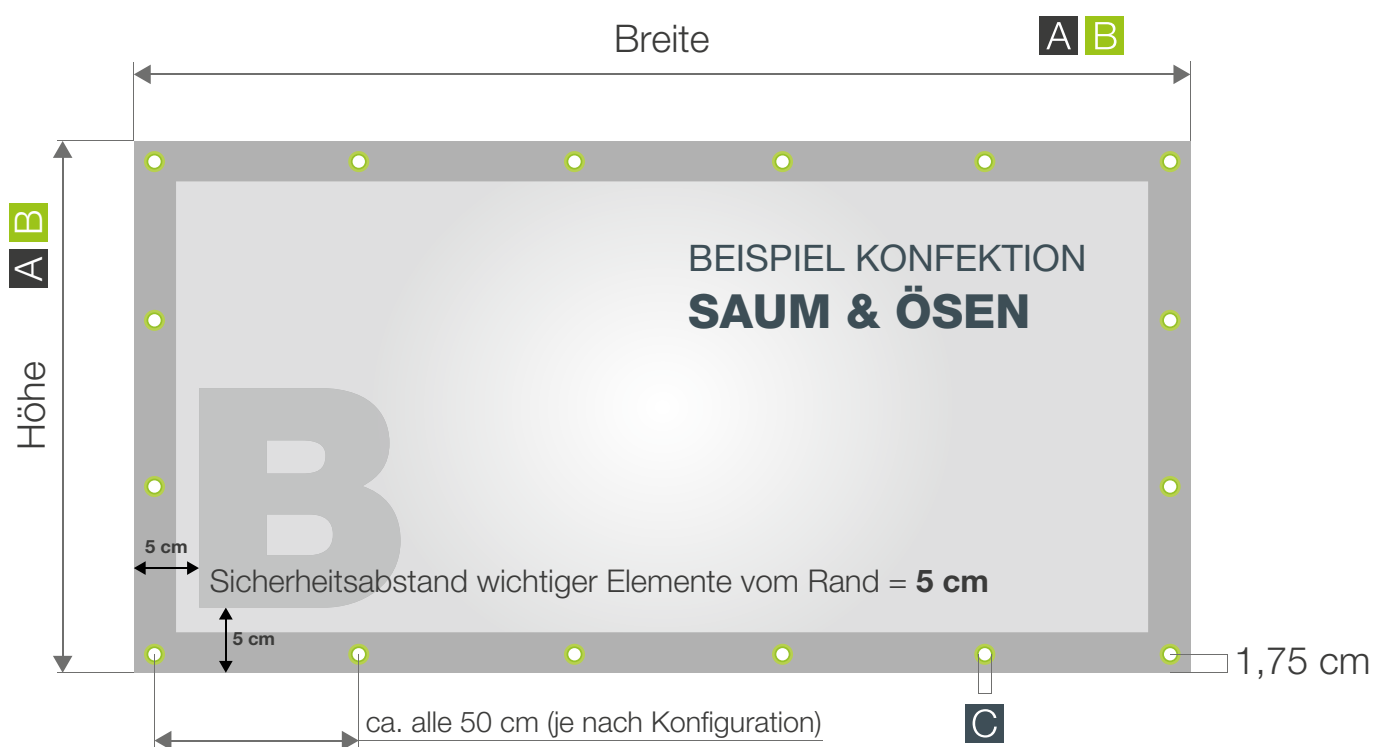 Breite
A B
A B
Höhe
BEISPIEL KONFEKTION
SAUM & ÖSEN
B
5 cm
Sicherheitsabstand wichtiger Elemente vom Rand = 5 cm
5 cm
1,75 cm
ca. alle 50 cm (je nach Konfiguration)
C